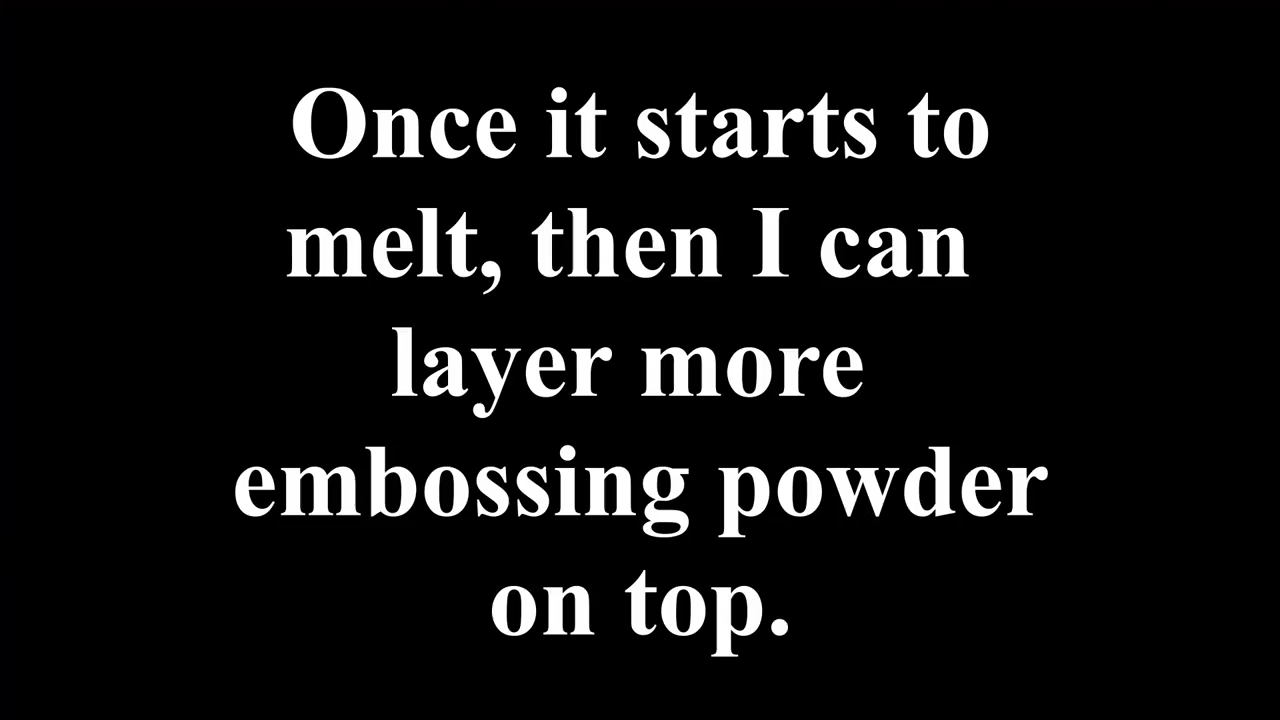 Once it starts to
melt, then I can
layer more
embossing powder
on top.